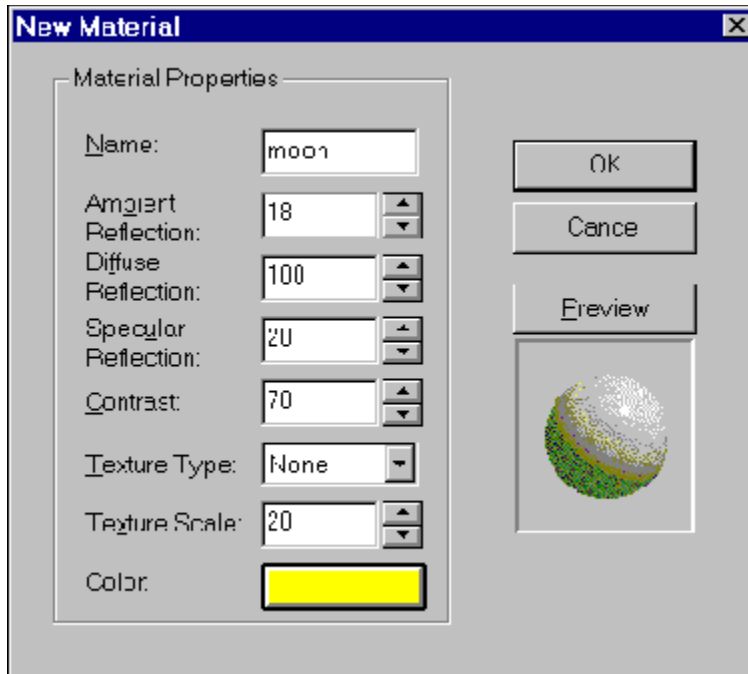 New Material
Material Properties
Name:
moon
Ambient
Reflection:
18
Diffuse
Reflection:
100
Specular
Reflection:
20
Contrast:
70
Texture Type:
None
Texture Scale:
20
Color:
OK
Cancel
Preview